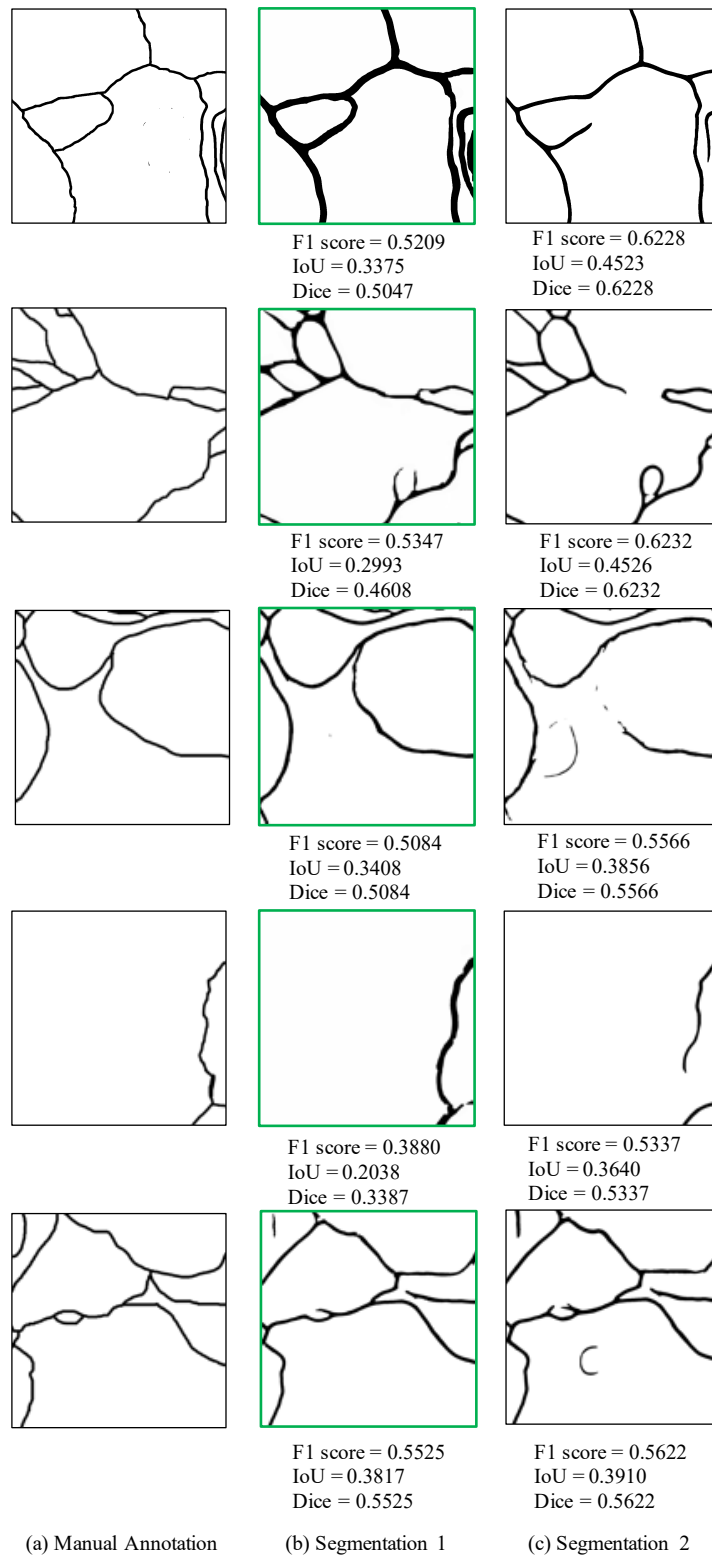 F1 score = 0.5209
IoU = 0.3375
Dice = 0.5047
F1 score = 0.6228
IoU = 0.4523
Dice = 0.6228
F1 score = 0.5347
IoU = 0.2993
Dice = 0.4608
F1 score = 0.6232
IoU = 0.4526
Dice = 0.6232
F1 score = 0.5084
IoU = 0.3408
Dice = 0.5084
F1 score = 0.5566
IoU = 0.3856
Dice = 0.5566
F1 score = 0.3880
IoU = 0.2038
Dice = 0.3387
F1 score = 0.5337
IoU = 0.3640
Dice = 0.5337
F1 score = 0.5525
IoU = 0.3817
Dice = 0.5525
F1 score = 0.5622
IoU = 0.3910
Dice = 0.5622
(a) Manual Annotation
(b) Segmentation 1
(c) Segmentation 2